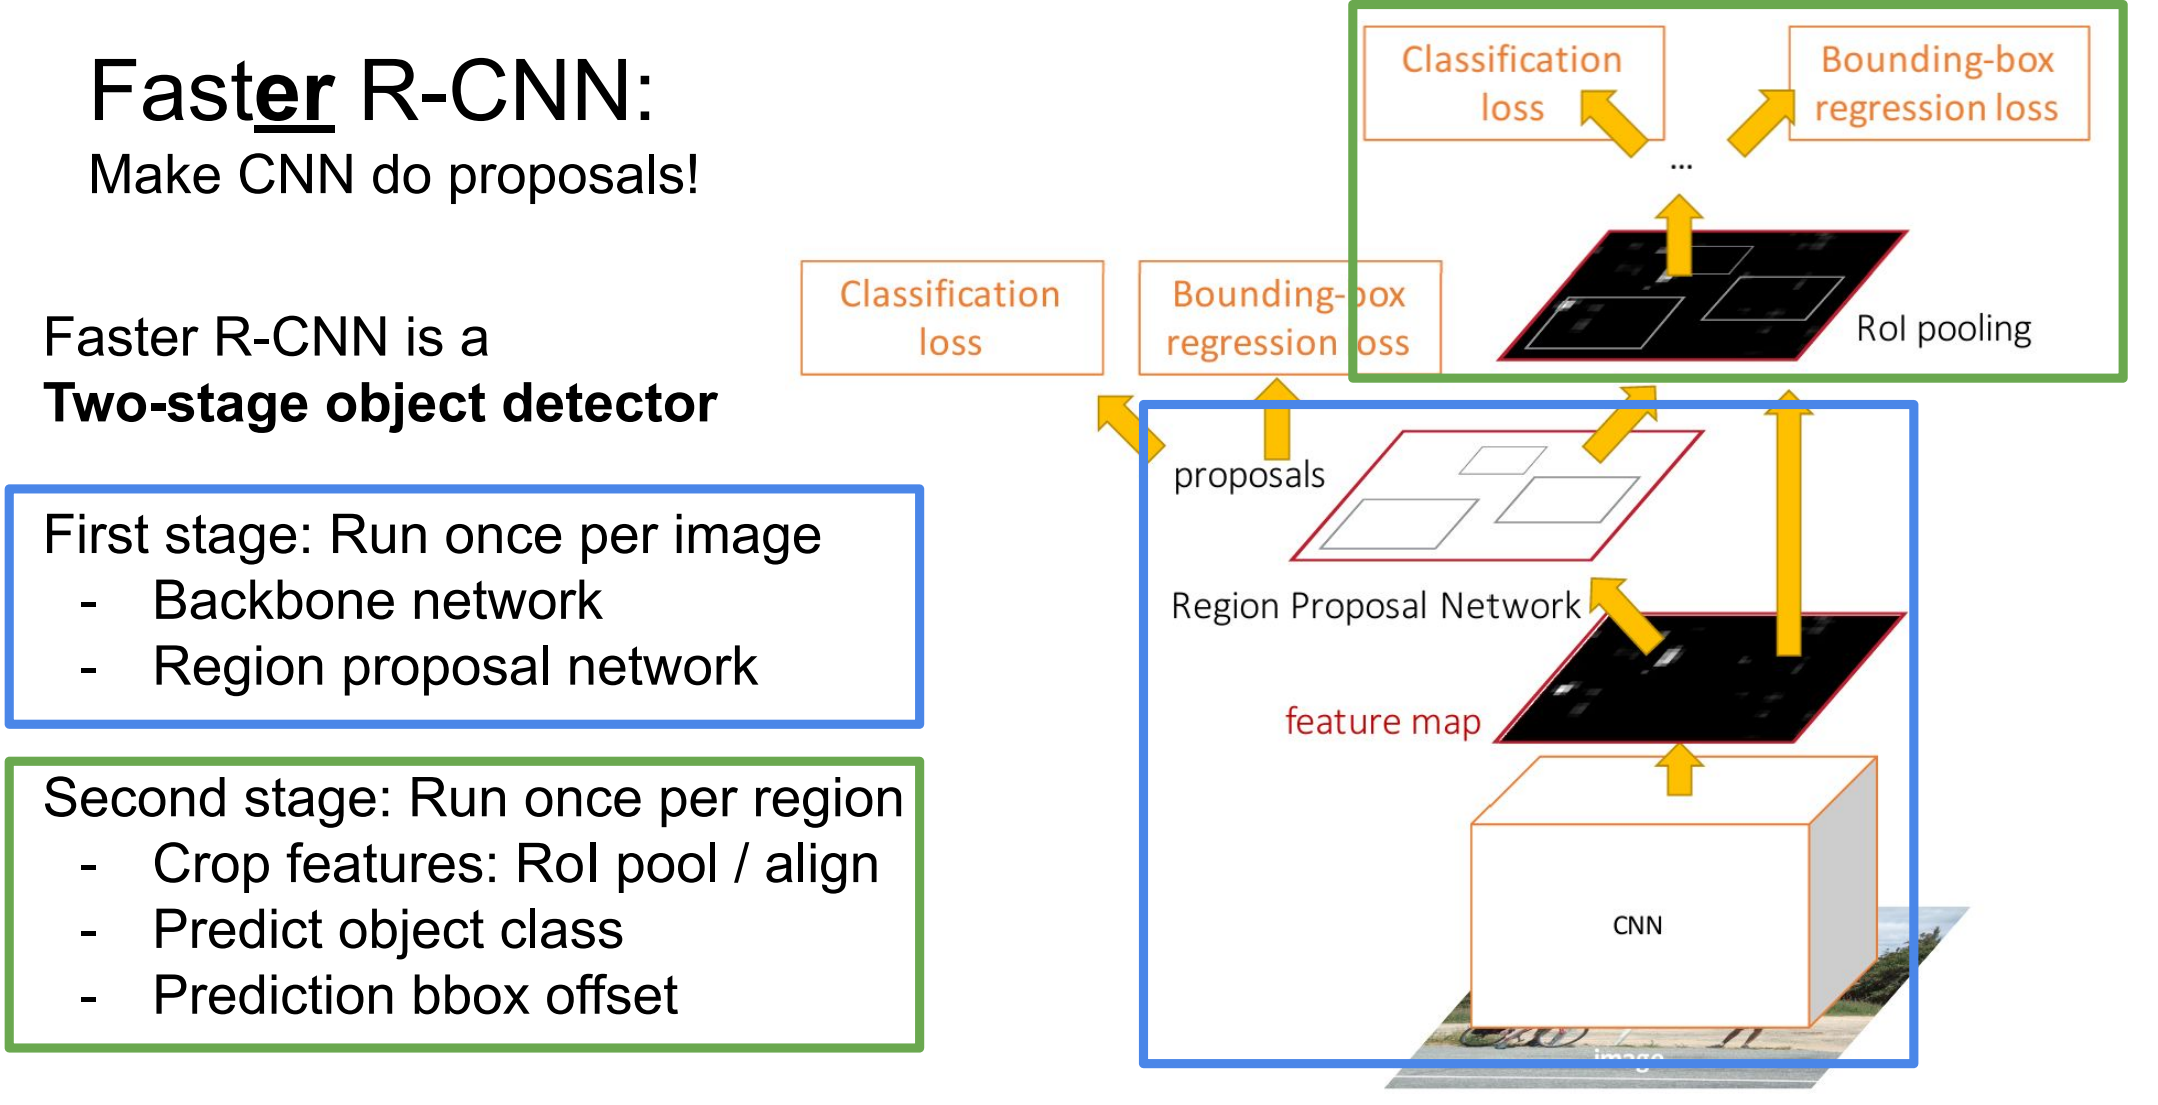 Faster R-CNN:
Make CNN do proposals!
Faster R-CNN is a
Two-stage object detector
First stage: Run once per image
- Backbone network
- Region proposal network
Second stage: Run once per region
- Crop features: RoI pool / align
- Predict object class
- Prediction bbox offset
Classification
loss
Bounding-box
regression loss
...
RoI pooling
Classification
loss
Bounding-box
regression loss
proposals
Region Proposal Network
feature map
CNN
image